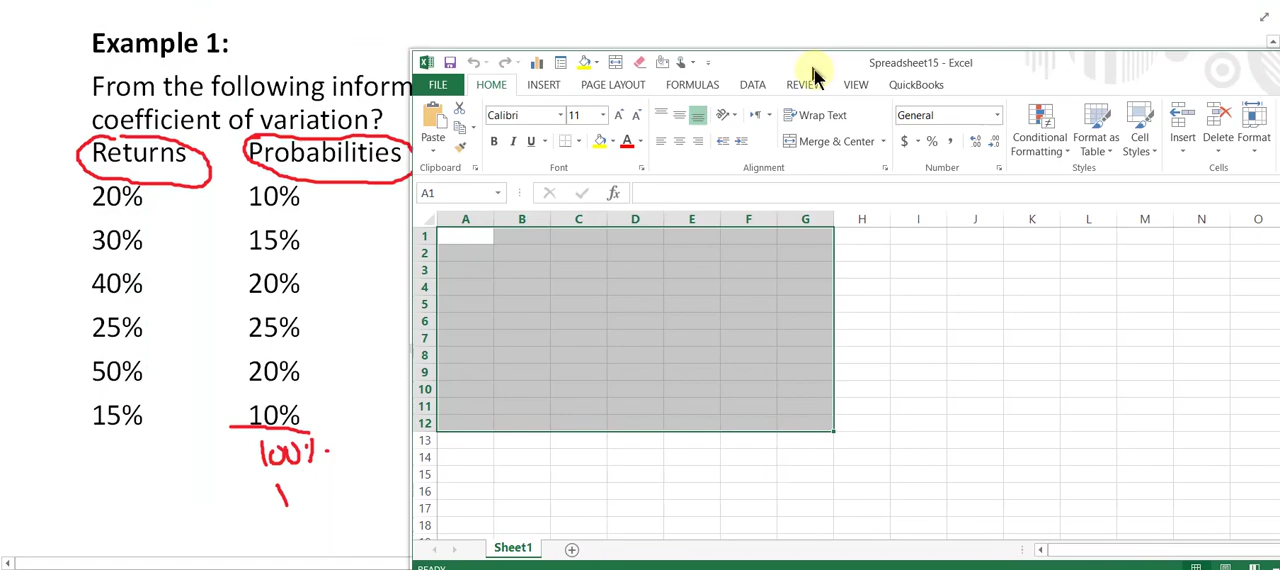 Example 1:
From the following inform
coefficient of variation?
Returns Probabilities
20% 10%
30% 15%
40% 20%
25% 25%
50% 20%
15% 10%
100%
1
Spreadsheet15 - Excel
FILE HOME INSERT PAGE LAYOUT FORMULAS DATA REVIEW VIEW QuickBooks
Calibri 11 Wrap Text General
Paste B I U A Merge & Center $ % , Conditional Formatting Format as Table Cell Styles Insert Delete Format
Clipboard Font Alignment Number Styles Cells
A1 fx
A B C D E F G H I J K L M N O
1
2
3
4
5
6
7
8
9
10
11
12
13
14
15
16
17
18
Sheet1
READY